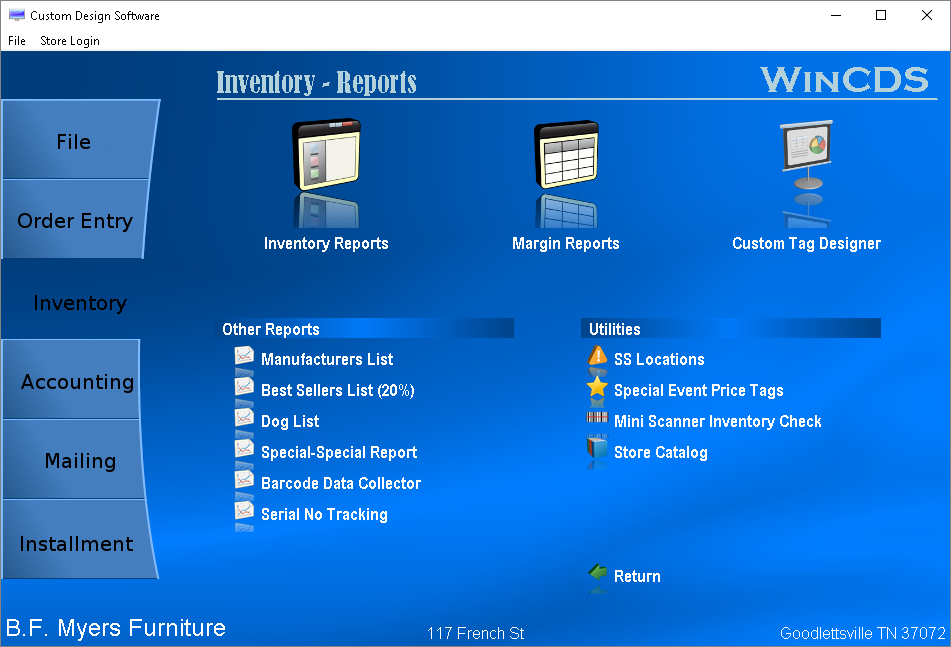 Custom Design Software
File Store Login
Inventory - Reports
WinCDS
File
Order Entry
Inventory
Accounting
Mailing
Installment
Inventory Reports
Margin Reports
Custom Tag Designer
Other Reports
Manufacturers List
Best Sellers List (20%)
Dog List
Special-Special Report
Barcode Data Collector
Serial No Tracking
Utilities
SS Locations
Special Event Price Tags
Mini Scanner Inventory Check
Store Catalog
Return
B.F. Myers Furniture
117 French St
Goodlettsville TN 37072